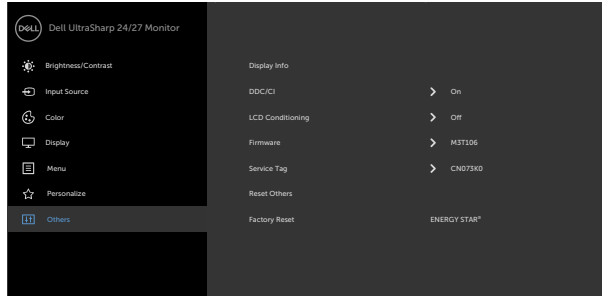 DELL Dell UltraSharp 24/27 Monitor
Brightness/Contrast
Input Source
Color
Display
Menu
Personalize
Others
Display Info
DDC/CI On
LCD Conditioning Off
Firmware M3T106
Service Tag CN073K0
Reset Others
Factory Reset ENERGY STAR®